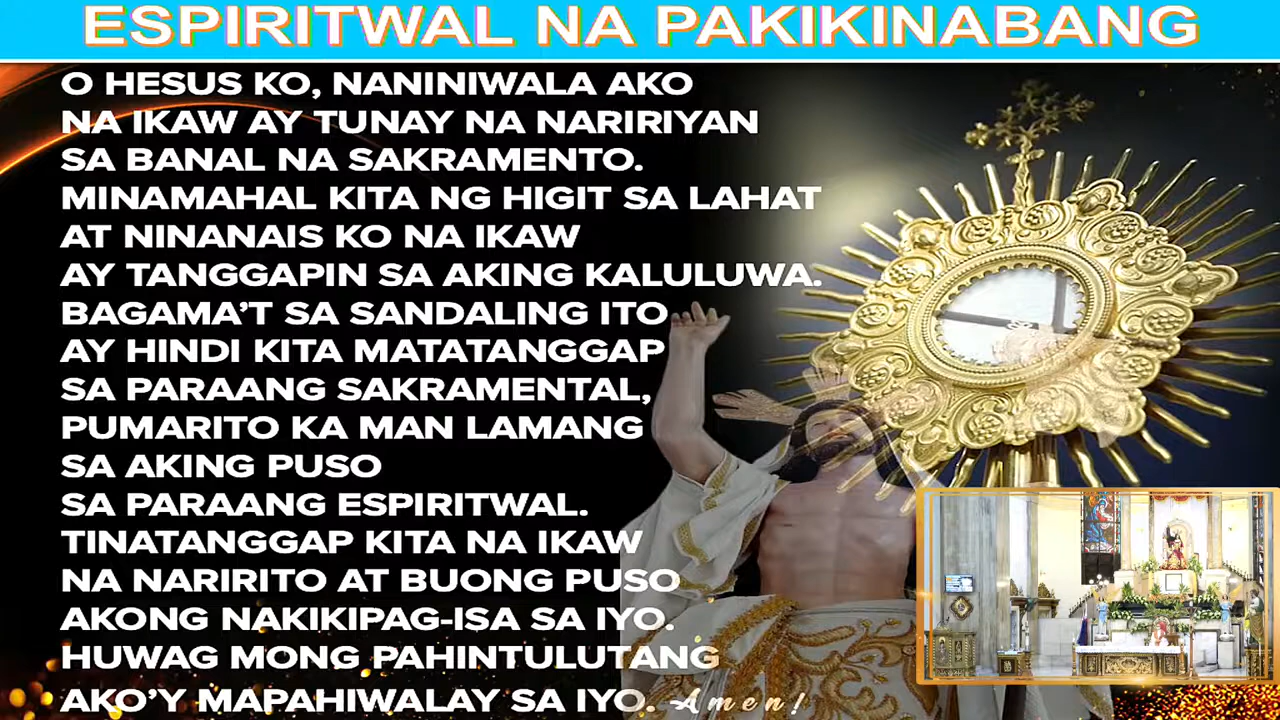 ESPIRITWAL NA PAKIKINABANG
O HESUS KO, NANINIWALA AKO
NA IKAW AY TUNAY NA NARIRIYAN
SA BANAL NA SAKRAMENTO.
MINAMAHAL KITA NG HIGIT SA LAHAT
AT NINANAIS KO NA IKAW
AY TANGGAPIN SA AKING KALULUWA.
BAGAMA’T SA SANDALING ITO
AY HINDI KITA MATATANGGAP
SA PARAANG SAKRAMENTAL,
PUMARITO KA MAN LAMANG
SA AKING PUSO
SA PARAANG ESPIRITWAL.
TINATANGGAP KITA NA IKAW
NA NARIRITO AT BUONG PUSO
AKONG NAKIKIPAG-ISA SA IYO.
HUWAG MONG PAHINTULUTANG
AKO’Y MAPAHIWALAY SA IYO. Amen!